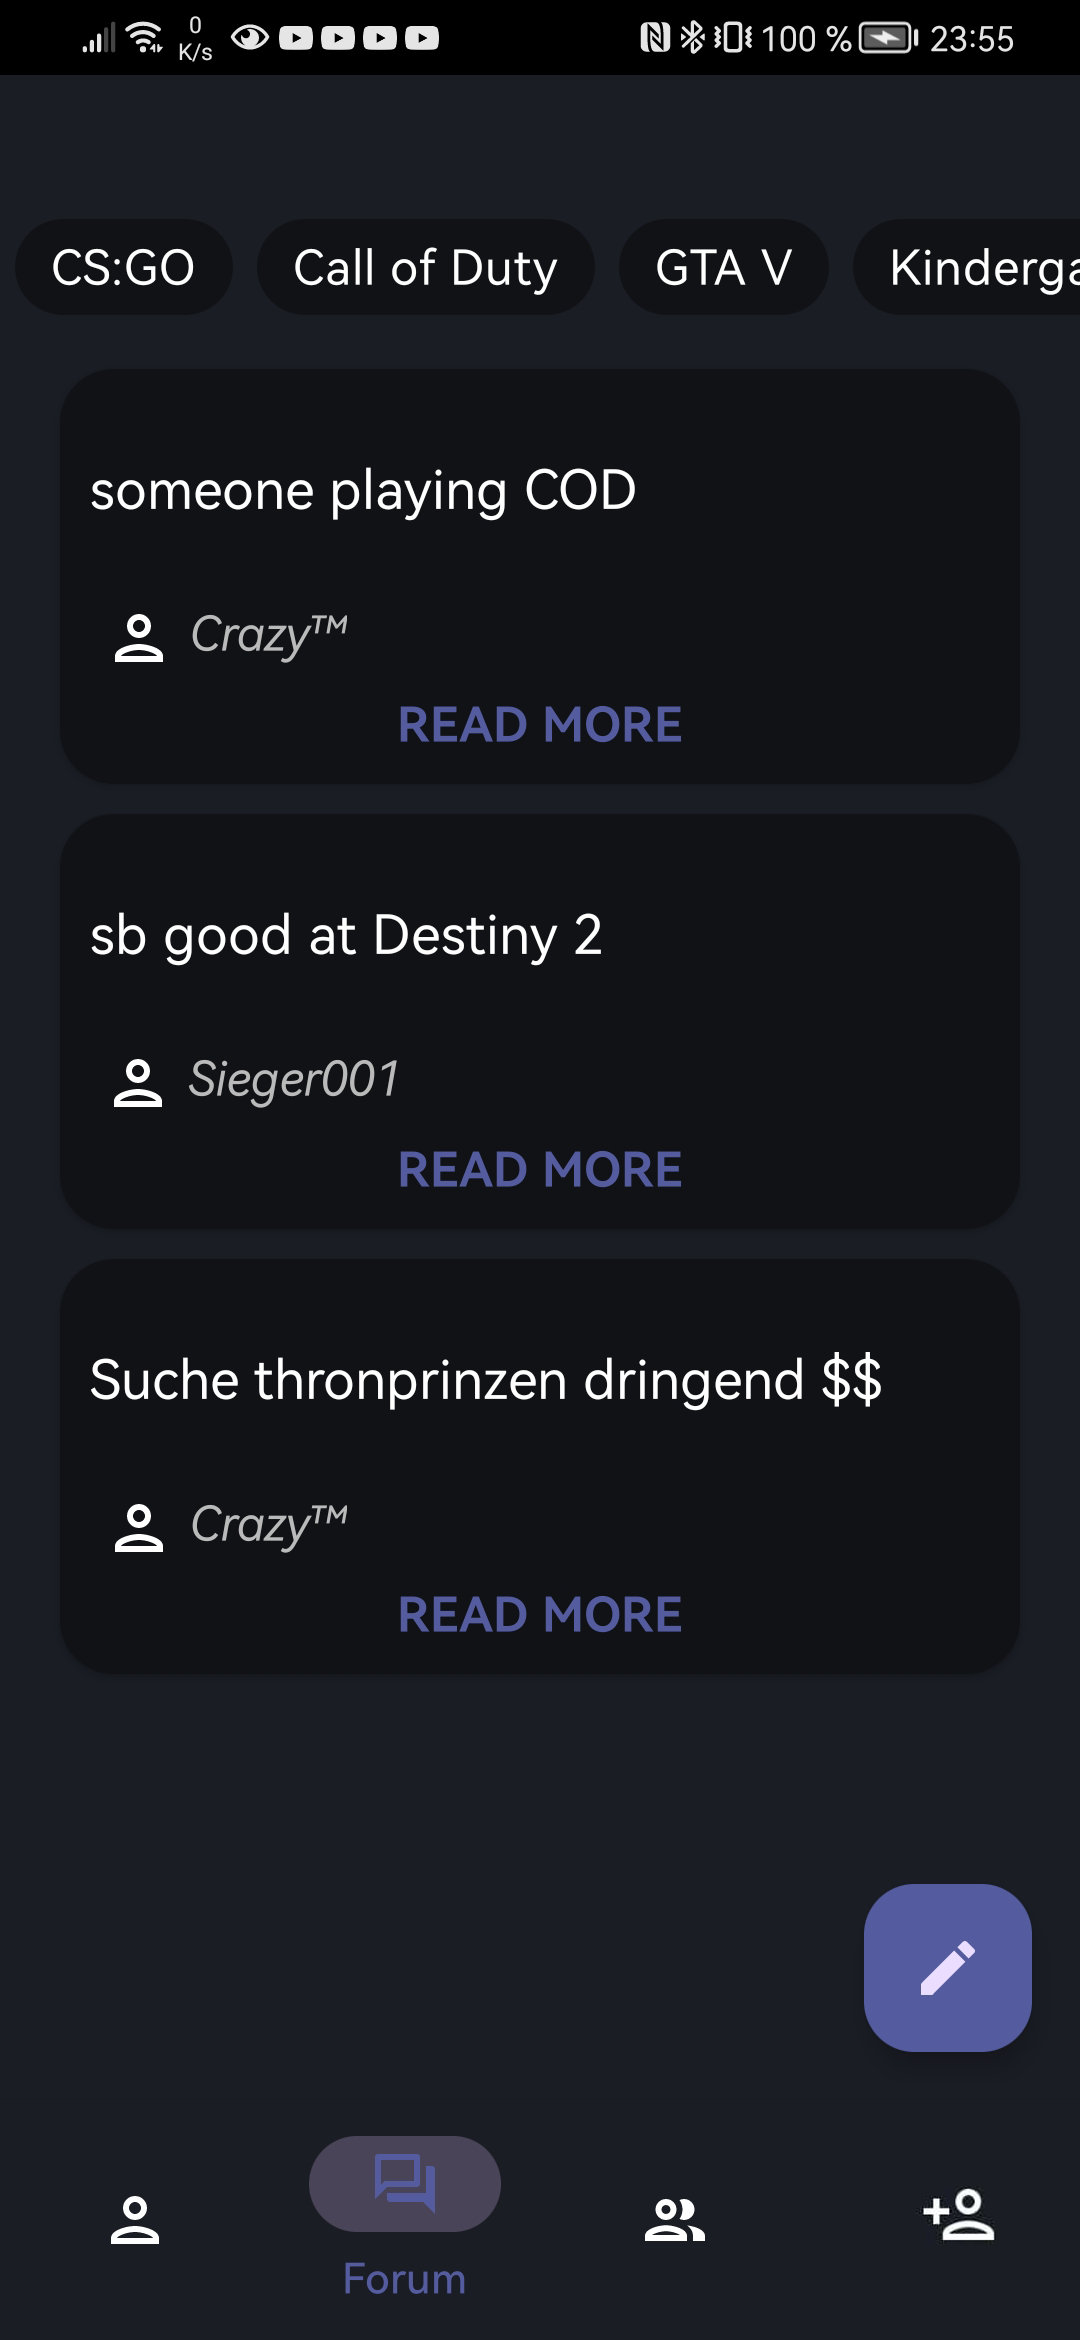 0
K/s
100 %
23:55
CS:GO
Call of Duty
GTA V
Kinderga
someone playing COD
Crazy™
READ MORE
sb good at Destiny 2
Sieger001
READ MORE
Suche thronprinzen dringend $$
Crazy™
READ MORE
Forum